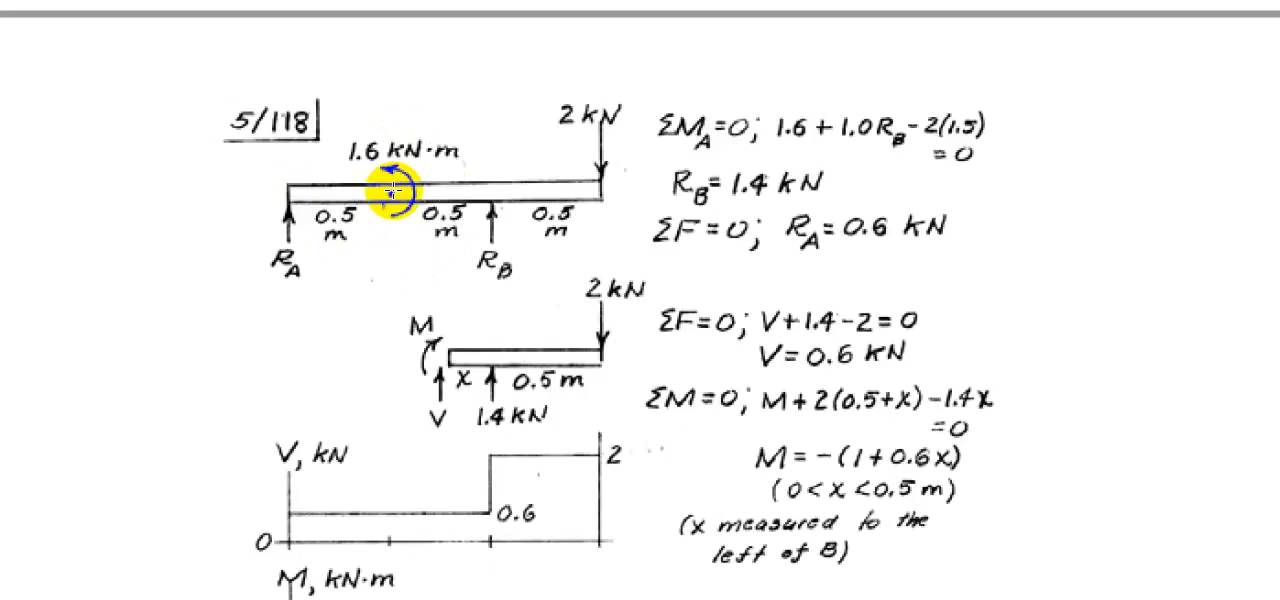 5/118
2 kN
1.6 KN·m
0.5 m
0.5 m
0.5 m
R_A
R_B
ΣM_A=0; 1.6 + 1.0 R_B - 2(1.5) = 0
R_B = 1.4 kN
ΣF = 0; R_A = 0.6 KN
2 kN
M
x
0.5 m
V
1.4 KN
ΣF=0; V+1.4-2=0
V= 0.6 KN
ΣM=0; M+2(0.5+x)-1.4x =0
M = -(1+0.6x)
(0<x<0.5 m)
(x measured to the
left of B)
V, kN
2
0.6
0
M, KN·m